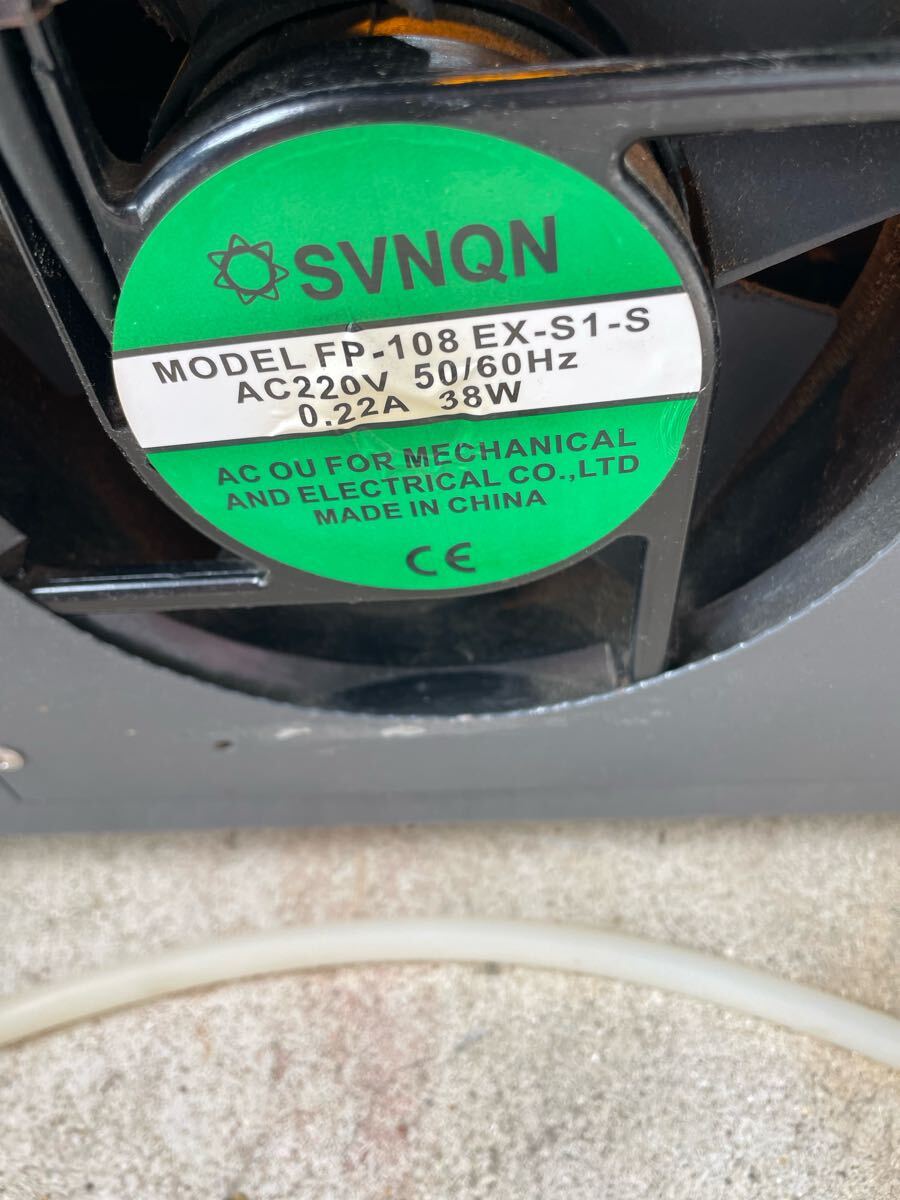 SVNQN
MODEL FP-108 EX-S1-S
AC220V 50/60Hz
0.22A 38W
AC OU FOR MECHANICAL
AND ELECTRICAL CO.,LTD
MADE IN CHINA
CE